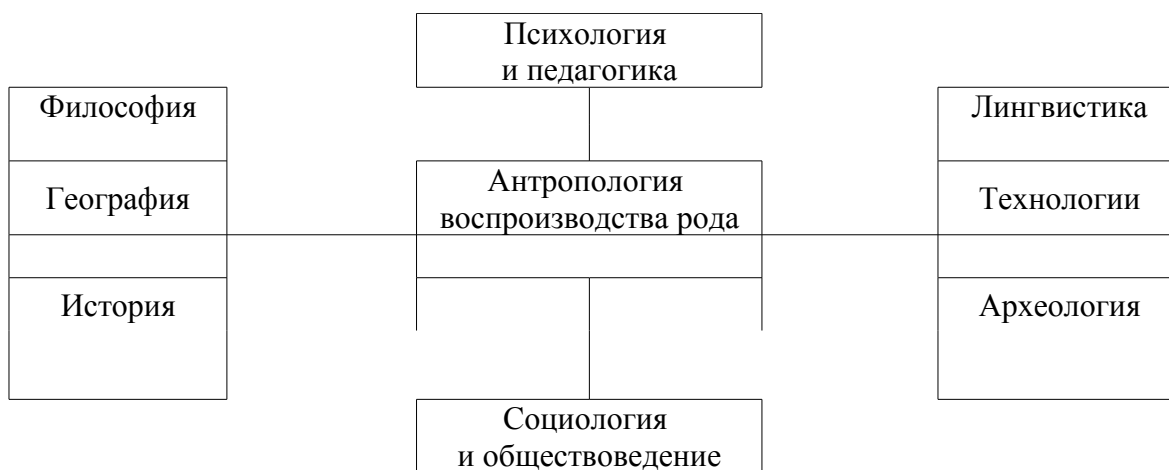 Психология
и педагогика
Философия
Лингвистика
География
Антропология
воспроизводства рода
Технологии
История
Археология
Социология
и обществоведение